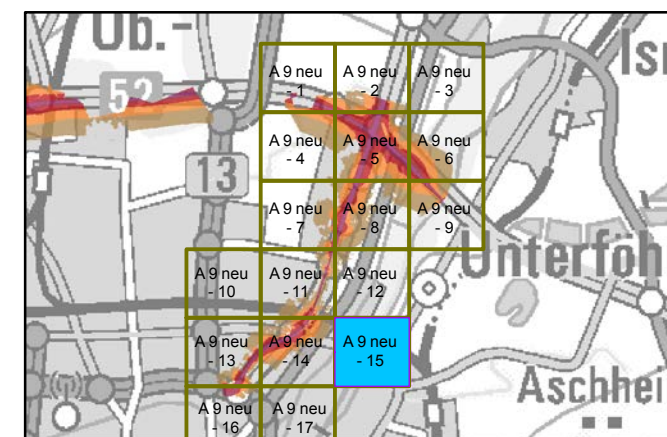 Ob.-
Isr
52
13
A 9 neu
- 1
A 9 neu
- 2
A 9 neu
- 3
A 9 neu
- 4
A 9 neu
- 5
A 9 neu
- 6
A 9 neu
- 7
A 9 neu
- 8
A 9 neu
- 9
Unterföh
A 9 neu
- 10
A 9 neu
- 11
A 9 neu
- 12
A 9 neu
- 13
A 9 neu
- 14
A 9 neu
- 15
Aschhei
A 9 neu
- 16
A 9 neu
- 17